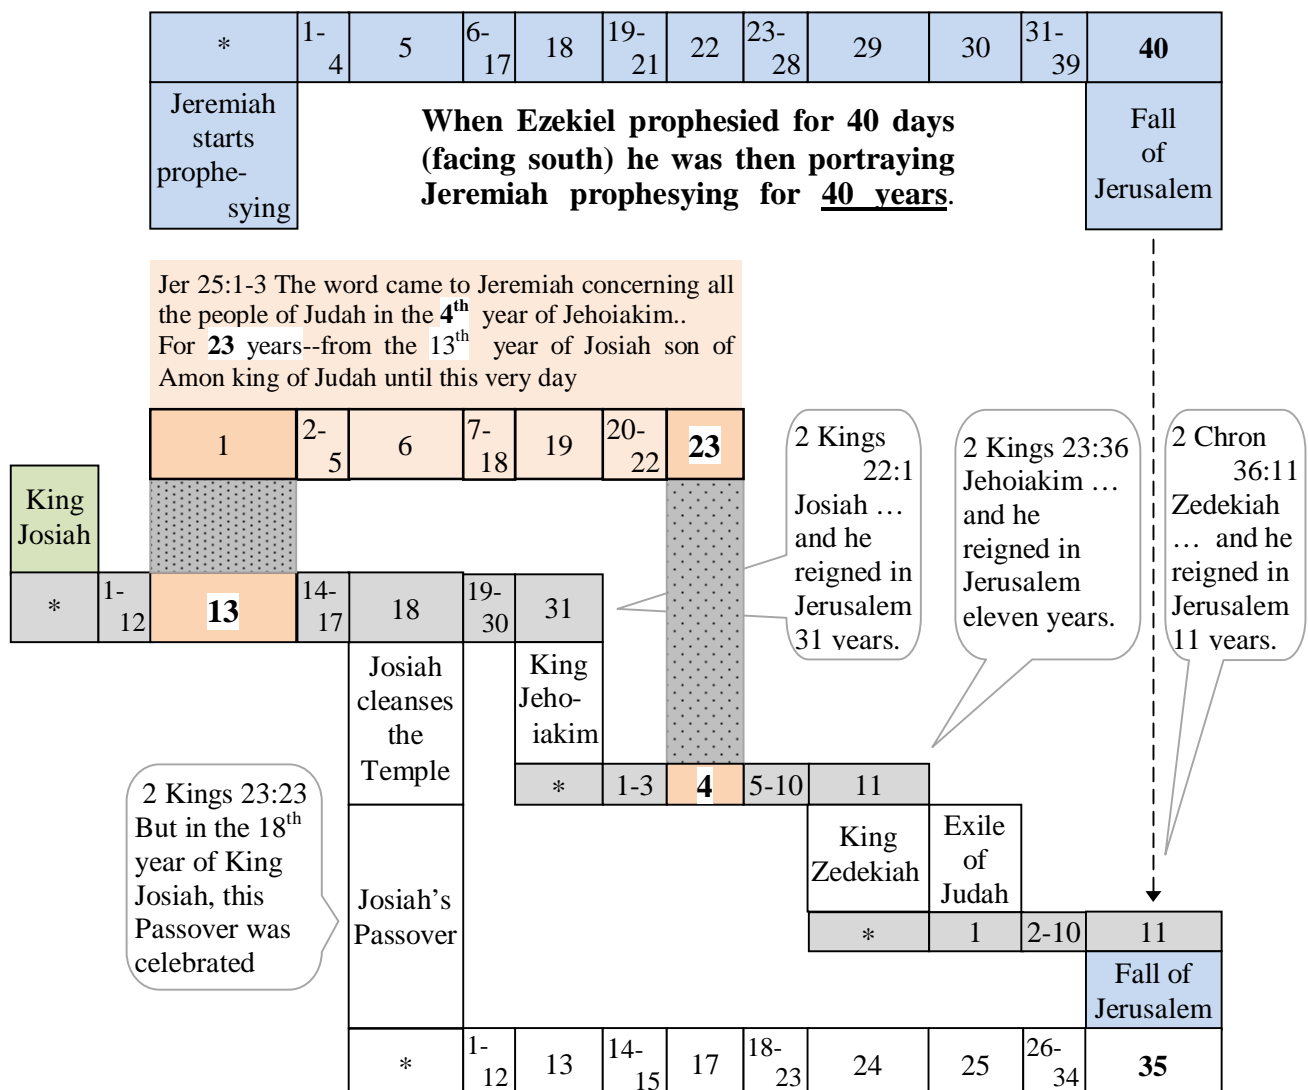 * 1-4 5 6-17 18 19-21 22 23-28 29 30 31-39 40
Jeremiah
starts
prophe-
sying
When Ezekiel prophesied for 40 days
(facing south) he was then portraying
Jeremiah prophesying for 40 years.
Fall
of
Jerusalem
Jer 25:1-3 The word came to Jeremiah concerning all
the people of Judah in the 4th year of Jehoiakim..
For 23 years--from the 13th year of Josiah son of
Amon king of Judah until this very day
1 2-5 6 7-18 19 20-22 23
2 Kings
22:1
Josiah …
and he
reigned in
Jerusalem
31 years.
2 Kings 23:36
Jehoiakim …
and he
reigned in
Jerusalem
eleven years.
2 Chron
36:11
Zedekiah
… and he
reigned in
Jerusalem
11 years.
King
Josiah
* 1-12 13 14-17 18 19-30 31
Josiah
cleanses
the
Temple
King
Jeho-
iakim
* 1-3 4 5-10 11
2 Kings 23:23
But in the 18th
year of King
Josiah, this
Passover was
celebrated
Josiah’s
Passover
King
Zedekiah
Exile
of
Judah
* 1 2-10 11
Fall of
Jerusalem
* 1-12 13 14-15 17 18-23 24 25 26-34 35